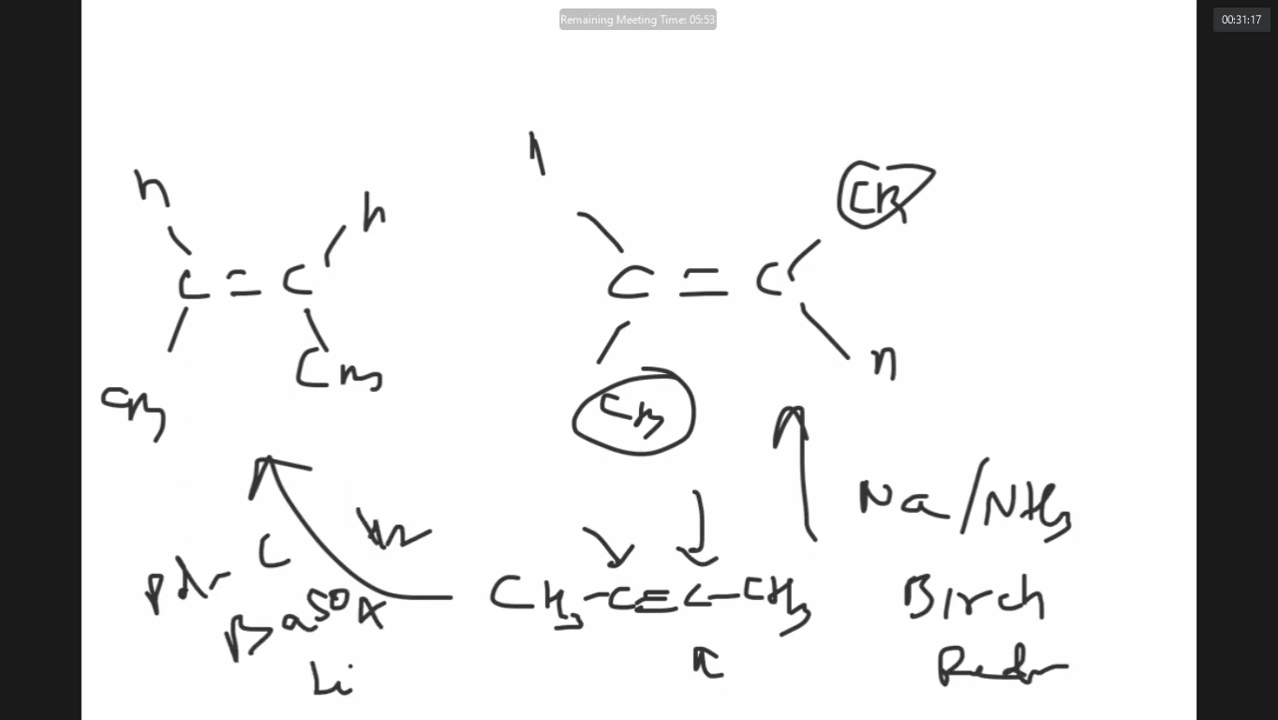 Remaining Meeting Time: 05:53
00:31:17
h
h
C = C
CH3
CH3
h
CH3
C = C
CH3
h
Na/NH3
Birch
Redn
H2
C
BaSO4
CH3-C≡C-CH3